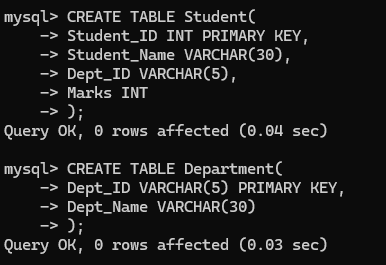 mysql> CREATE TABLE Student(
    -> Student_ID INT PRIMARY KEY,
    -> Student_Name VARCHAR(30),
    -> Dept_ID VARCHAR(5),
    -> Marks INT
    -> );
Query OK, 0 rows affected (0.04 sec)

mysql> CREATE TABLE Department(
    -> Dept_ID VARCHAR(5) PRIMARY KEY,
    -> Dept_Name VARCHAR(30)
    -> );
Query OK, 0 rows affected (0.03 sec)